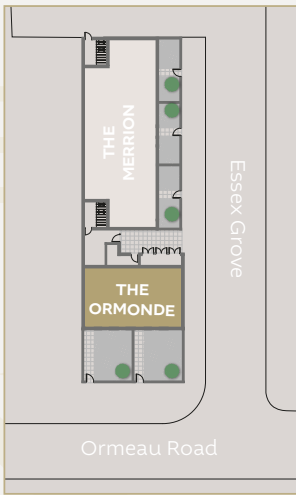 THE
MERRION
Essex Grove
THE
ORMONDE
Ormeau Road